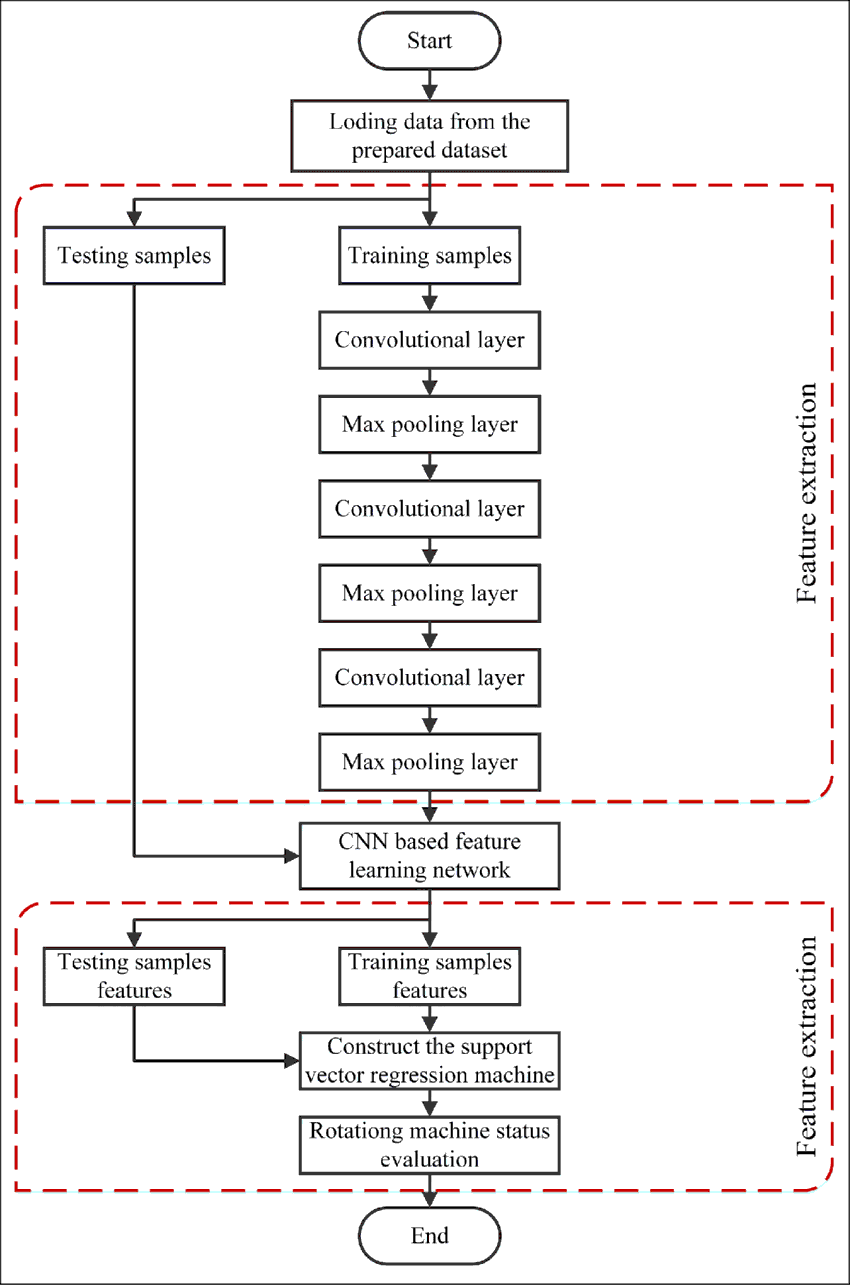 Start
Loding data from the
prepared dataset
Testing samples
Training samples
Convolutional layer
Max pooling layer
Convolutional layer
Max pooling layer
Convolutional layer
Max pooling layer
Feature extraction
CNN based feature
learning network
Testing samples
features
Training samples
features
Construct the support
vector regression machine
Rotationg machine status
evaluation
Feature extraction
End